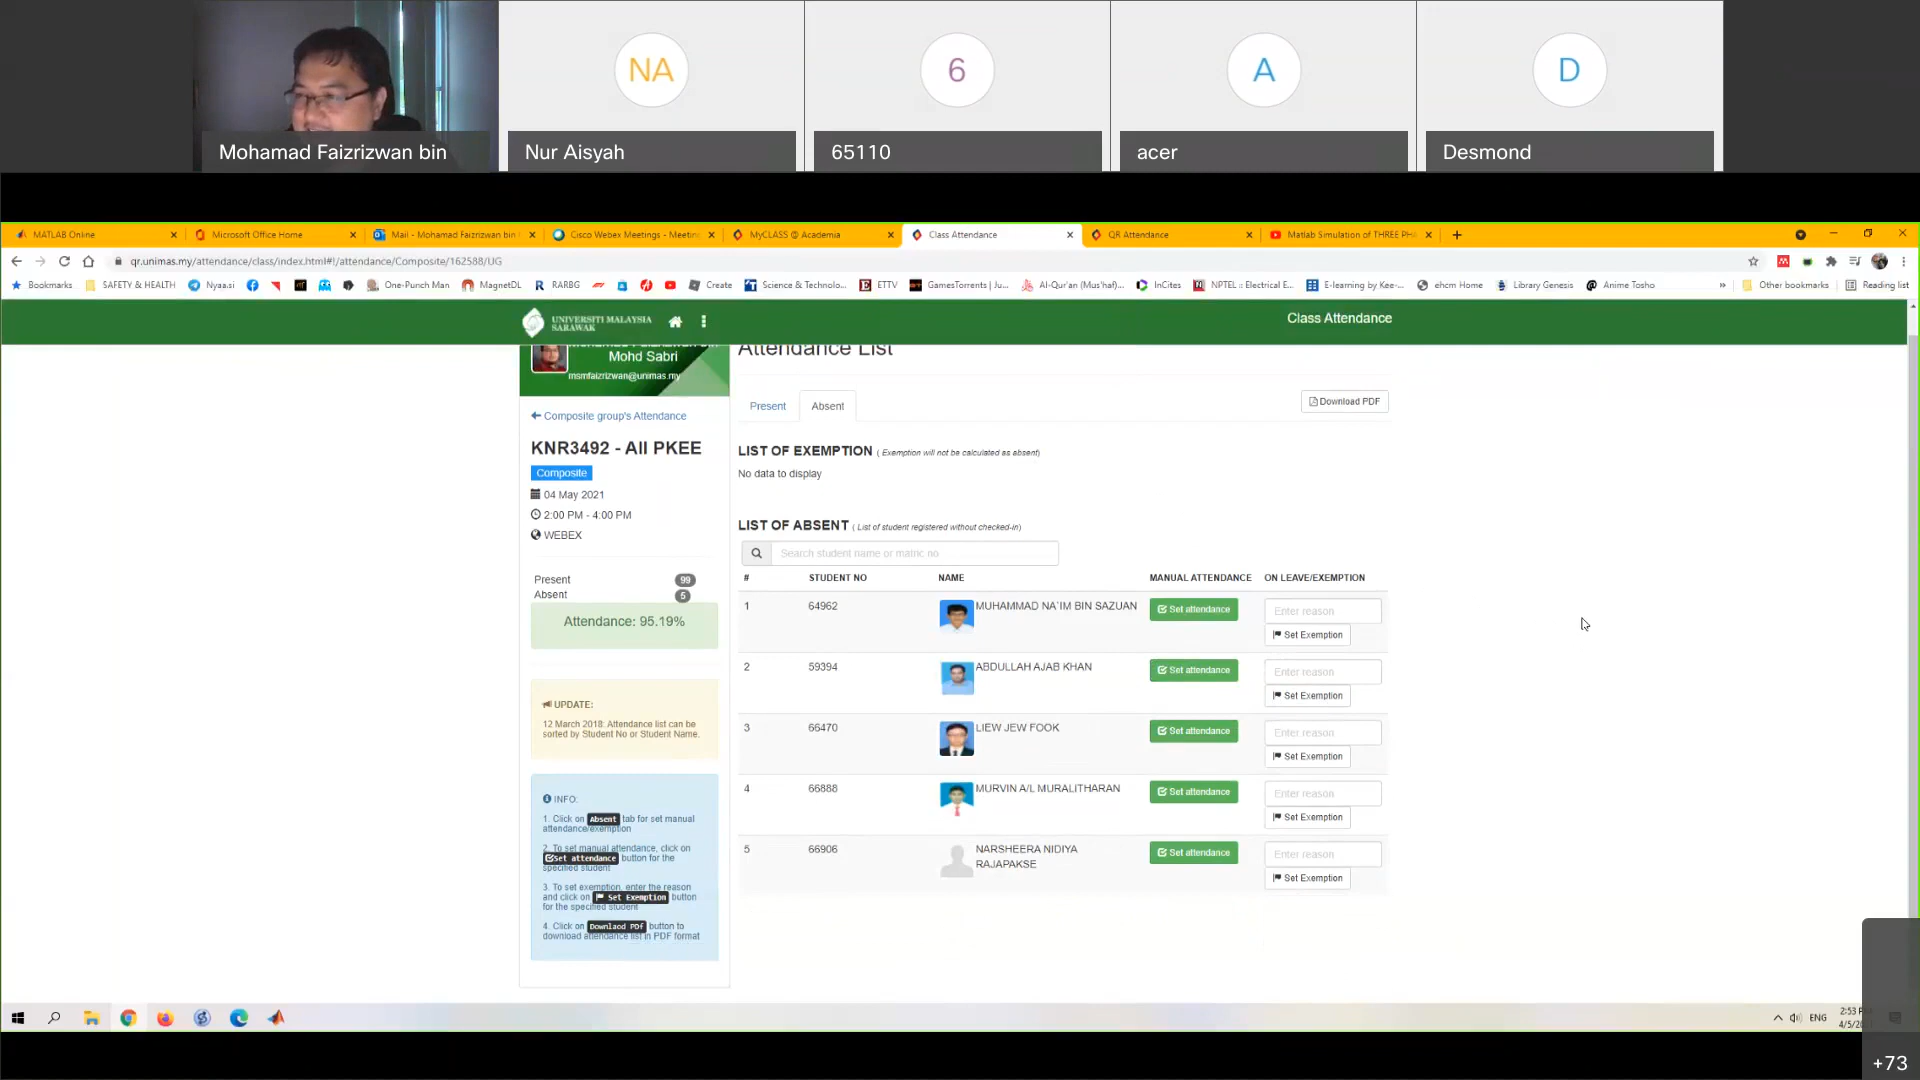 NA
6
A
D
Mohamad Faizrizwan bin
Nur Aisyah
65110
acer
Desmond
MATLAB Online
Microsoft Office Home
Mail - Mohamad Faizrizwan bin
Cisco Webex Meetings - Meetin
MyCLASS @ Academia
Class Attendance
QR Attendance
Matlab Simulation of THREE PHA
qr.unimas.my/attendance/class/index.html#!/attendance/Composite/162588/UG
Bookmarks
SAFETY & HEALTH
Nyaa.si
One-Punch Man
MagnetDL
RARBG
Create
Science & Technolo...
ETTV
GamesTorrents | Ju...
Al-Qur'an (Mus'haf)...
InCites
NPTEL :: Electrical E...
E-learning by Kee-...
ehcm Home
Library Genesis
Anime Tosho
»
Other bookmarks
Reading list
UNIVERSITI MALAYSIA
SARAWAK
Class Attendance
Mohd Sabri
msmfaizrizwan@unimas.my
Composite group's Attendance
KNR3492 - All PKEE
Composite
04 May 2021
2:00 PM - 4:00 PM
WEBEX
Present 99
Absent 5
Attendance: 95.19%
UPDATE:
12 March 2018: Attendance list can be
sorted by Student No or Student Name.
INFO:
1. Click on Absent tab for set manual
attendance/exemption
2. To set manual attendance, click on
Set attendance button for the
specified student
3. To set exemption, enter the reason
and click on Set Exemption button
for the specified student
4. Click on Downlaod PDf button to
download attendance list in PDF format
Attendance List
Present
Absent
Download PDF
LIST OF EXEMPTION ( Exemption will not be calculated as absent)
No data to display
LIST OF ABSENT ( List of student registered without checked-in)
Search student name or matric no
# STUDENT NO NAME MANUAL ATTENDANCE ON LEAVE/EXEMPTION
1 64962 MUHAMMAD NA'IM BIN SAZUAN Set attendance Enter reason
Set Exemption
2 59394 ABDULLAH AJAB KHAN Set attendance Enter reason
Set Exemption
3 66470 LIEW JEW FOOK Set attendance Enter reason
Set Exemption
4 66888 MURVIN A/L MURALITHARAN Set attendance Enter reason
Set Exemption
5 66906 NARSHEERA NIDIYA Set attendance Enter reason
RAJAPAKSE
Set Exemption
ENG
2:53 P
4/5/20
+73